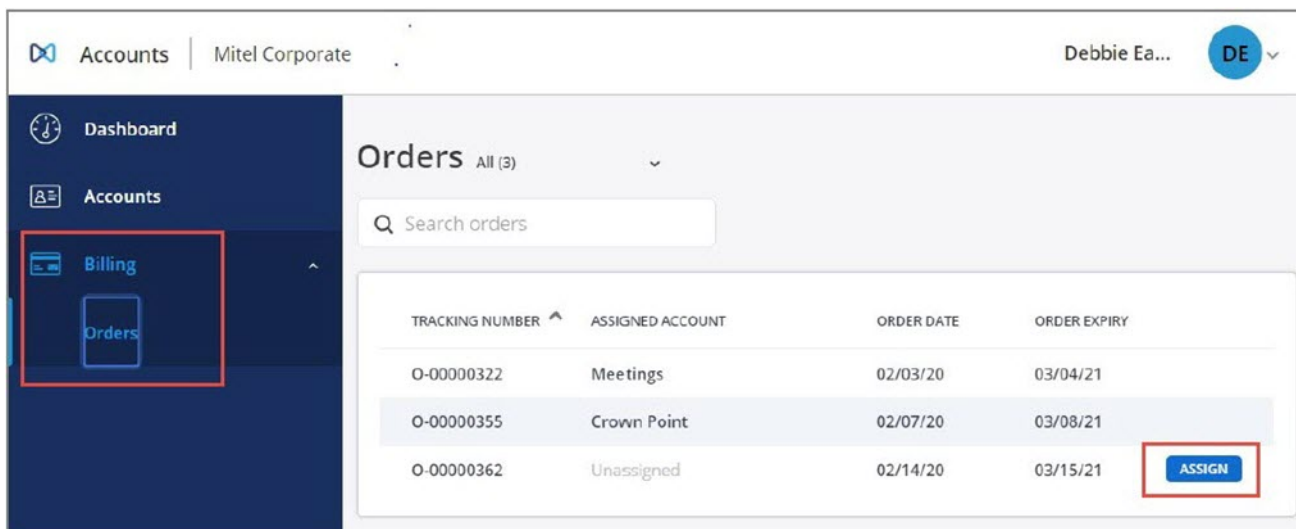 Accounts Mitel Corporate Debbie Ea... DE
Dashboard
Accounts
Billing
Orders
Orders All (3)
Search orders
TRACKING NUMBER ASSIGNED ACCOUNT ORDER DATE ORDER EXPIRY
O-00000322 Meetings 02/03/20 03/04/21
O-00000355 Crown Point 02/07/20 03/08/21
O-00000362 Unassigned 02/14/20 03/15/21 ASSIGN